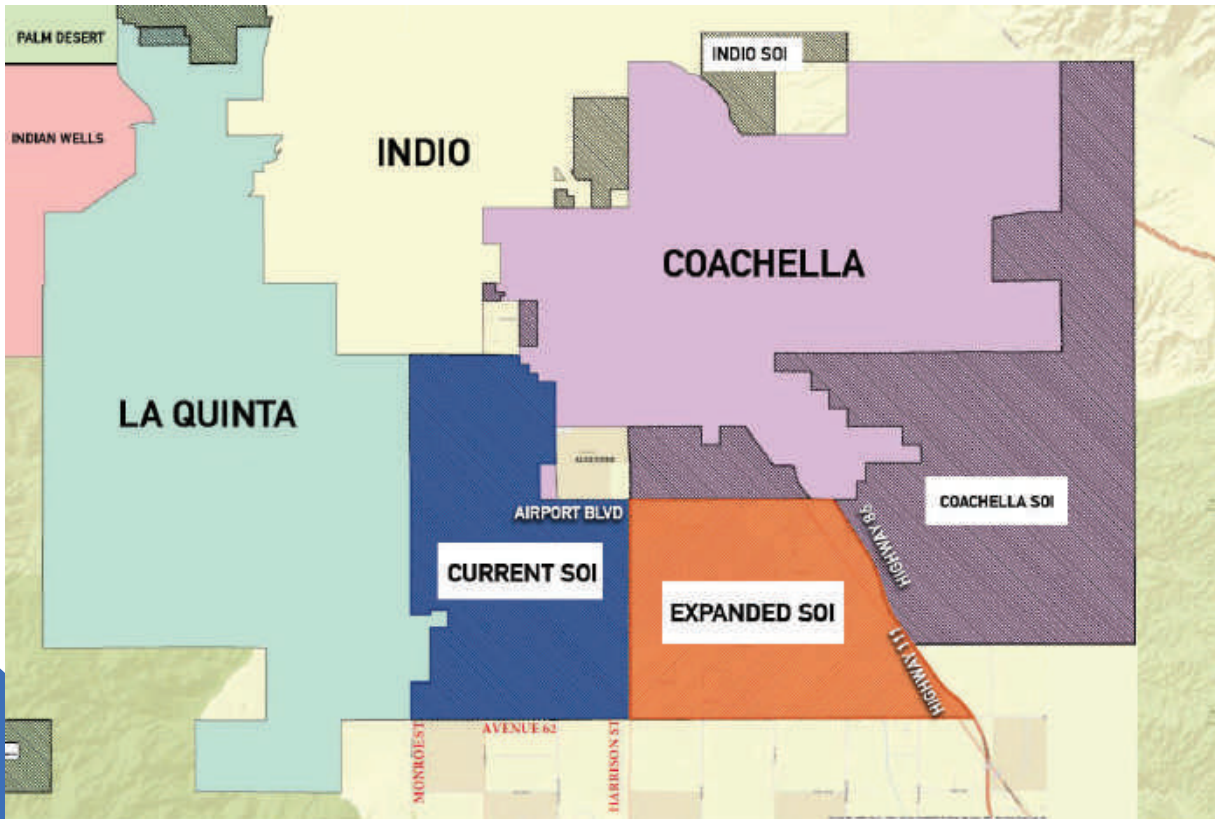 PALM DESERT
INDIAN WELLS
INDIO
INDIO SOI
COACHELLA
LA QUINTA
COACHELLA SOI
AIRPORT BLVD
HIGHWAY 86
CURRENT SOI
EXPANDED SOI
HIGHWAY 111
MONROE ST
AVENUE 62
HARRISON ST